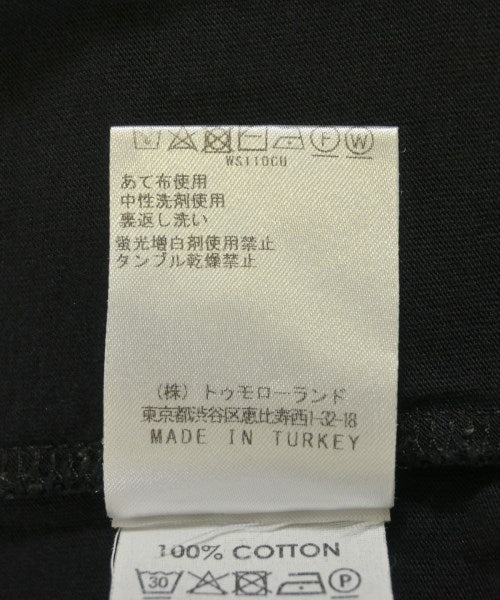 F W
WS110CU
あて布使用
中性洗剤使用
裏返し洗い
蛍光増白剤使用禁止
タンブル乾燥禁止
(株) トゥモローランド
東京都渋谷区恵比寿西1-32-18
MADE IN TURKEY
100% COTTON
30 P